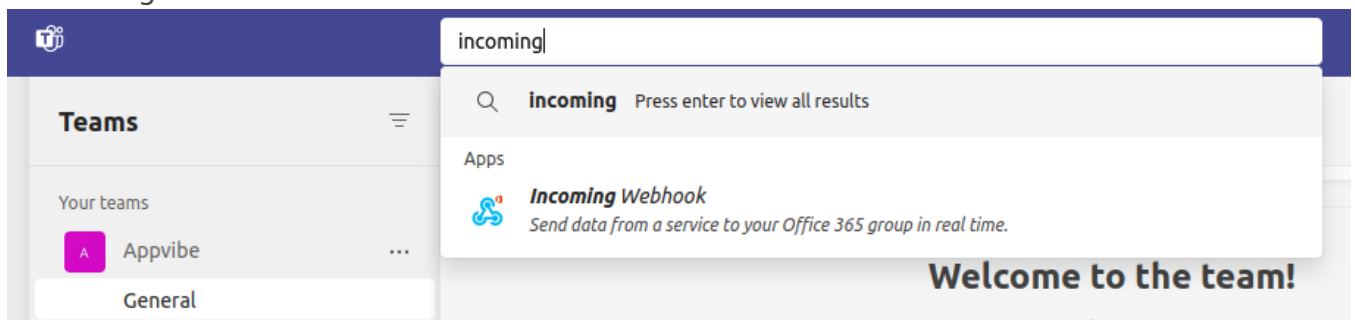 incoming
incoming Press enter to view all results
Teams
Apps
Incoming Webhook
Your teams
Send data from a service to your Office 365 group in real time.
A Appvibe ...
Welcome to the team!
General